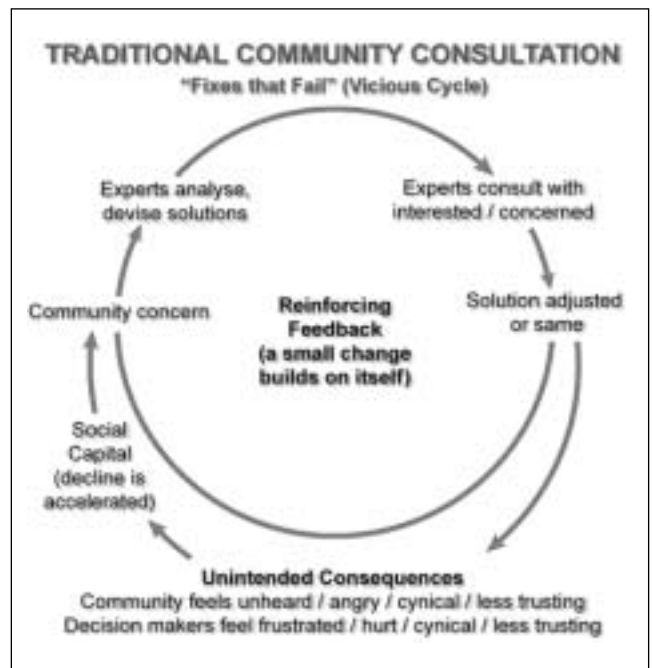 TRADITIONAL COMMUNITY CONSULTATION
"Fixes that Fail" (Vicious Cycle)
Experts analyse,
devise solutions
Experts consult with
interested / concerned
Community concern
Reinforcing
Feedback
(a small change
builds on itself)
Solution adjusted
or same
Social
Capital
(decline is
accelerated)
Unintended Consequences
Community feels unheard / angry / cynical / less trusting
Decision makers feel frustrated / hurt / cynical / less trusting